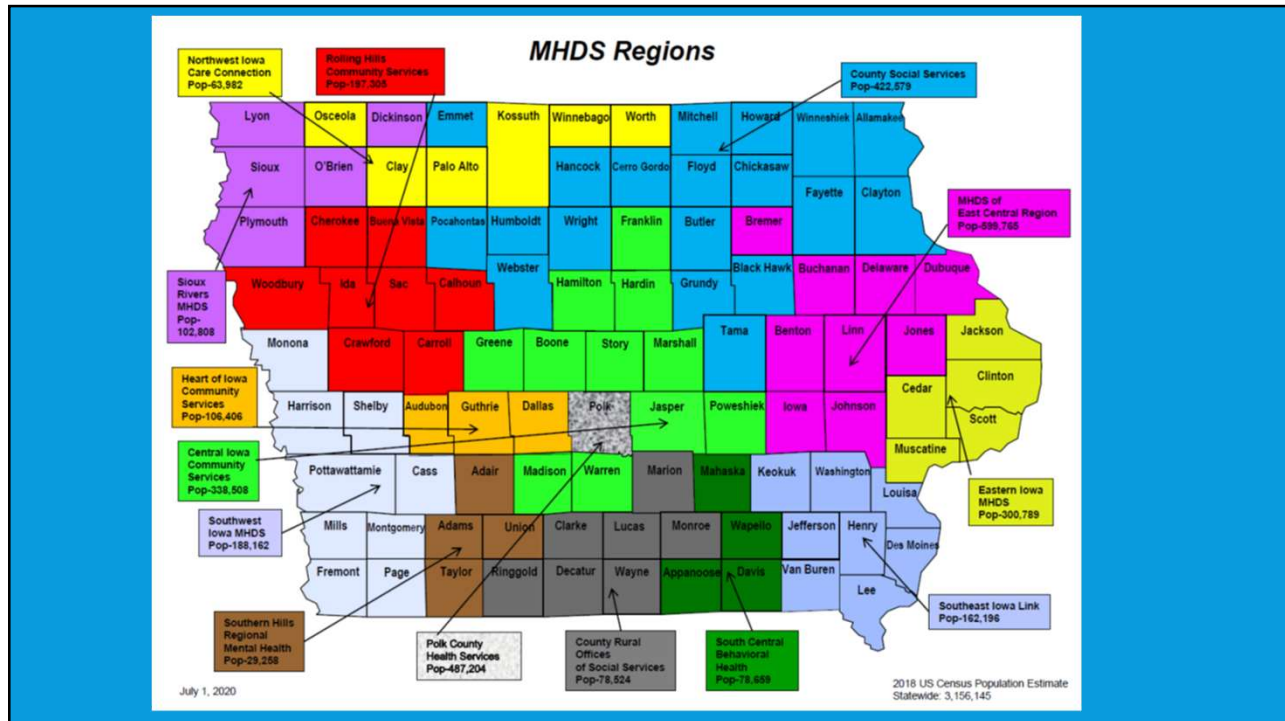 MHDS Regions
Northwest Iowa
Care Connection
Pop-63,982
Rolling Hills
Community Services
Pop-197,305
County Social Services
Pop-422,579
Lyon
Osceola
Dickinson
Emmet
Kossuth
Winnebago
Worth
Mitchell
Howard
Winneshiek
Allamakee
Sioux
O'Brien
Clay
Palo Alto
Hancock
Cerro Gordo
Floyd
Chickasaw
Fayette
Clayton
MHDS of
East Central Region
Pop-599,765
Plymouth
Cherokee
Buena Vista
Pocahontas
Humboldt
Wright
Franklin
Butler
Bremer
Sioux
Rivers
MHDS
Pop-
102,808
Woodbury
Ida
Sac
Calhoun
Webster
Hamilton
Hardin
Grundy
Black Hawk
Buchanan
Delaware
Dubuque
Monona
Crawford
Carroll
Greene
Boone
Story
Marshall
Tama
Benton
Linn
Jones
Jackson
Heart of Iowa
Community
Services
Pop-106,406
Harrison
Shelby
Audubon
Guthrie
Dallas
Polk
Jasper
Poweshiek
Iowa
Johnson
Cedar
Clinton
Scott
Muscatine
Central Iowa
Community
Services
Pop-338,508
Pottawattamie
Cass
Adair
Madison
Warren
Marion
Mahaska
Keokuk
Washington
Louisa
Eastern Iowa
MHDS
Pop-300,789
Southwest
Iowa MHDS
Pop-188,162
Mills
Montgomery
Adams
Union
Clarke
Lucas
Monroe
Wapello
Jefferson
Henry
Des Moines
Fremont
Page
Taylor
Ringgold
Decatur
Wayne
Appanoose
Davis
Van Buren
Lee
Southeast Iowa Link
Pop-162,196
Southern Hills
Regional
Mental Health
Pop-29,258
Polk County
Health Services
Pop-487,204
County Rural
Offices
of Social Services
Pop-78,524
South Central
Behavioral
Health
Pop-78,659
July 1, 2020
2018 US Census Population Estimate
Statewide: 3,156,145